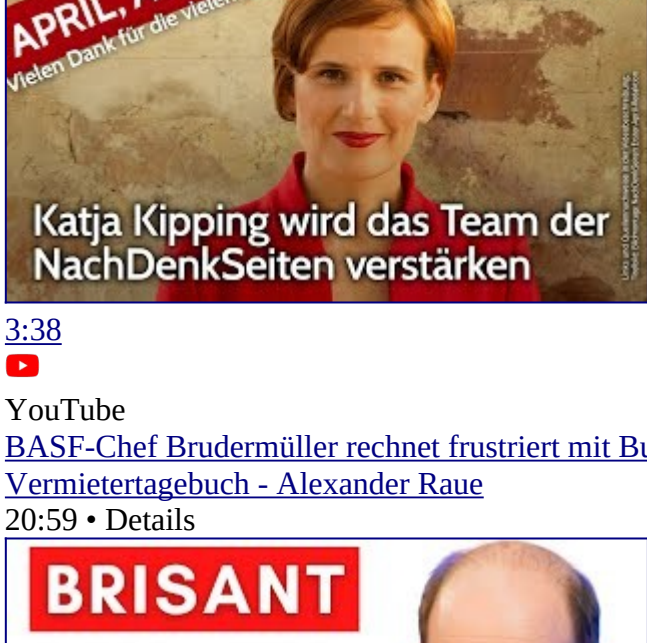 APRIL, A
Vielen Dank für die vielen
Katja Kipping wird das Team der
NachDenkSeiten verstärken
3:38
YouTube
BASF-Chef Brudermüller rechnet frustriert mit Bu
Vermietertagebuch - Alexander Raue
20:59 • Details
BRISANT